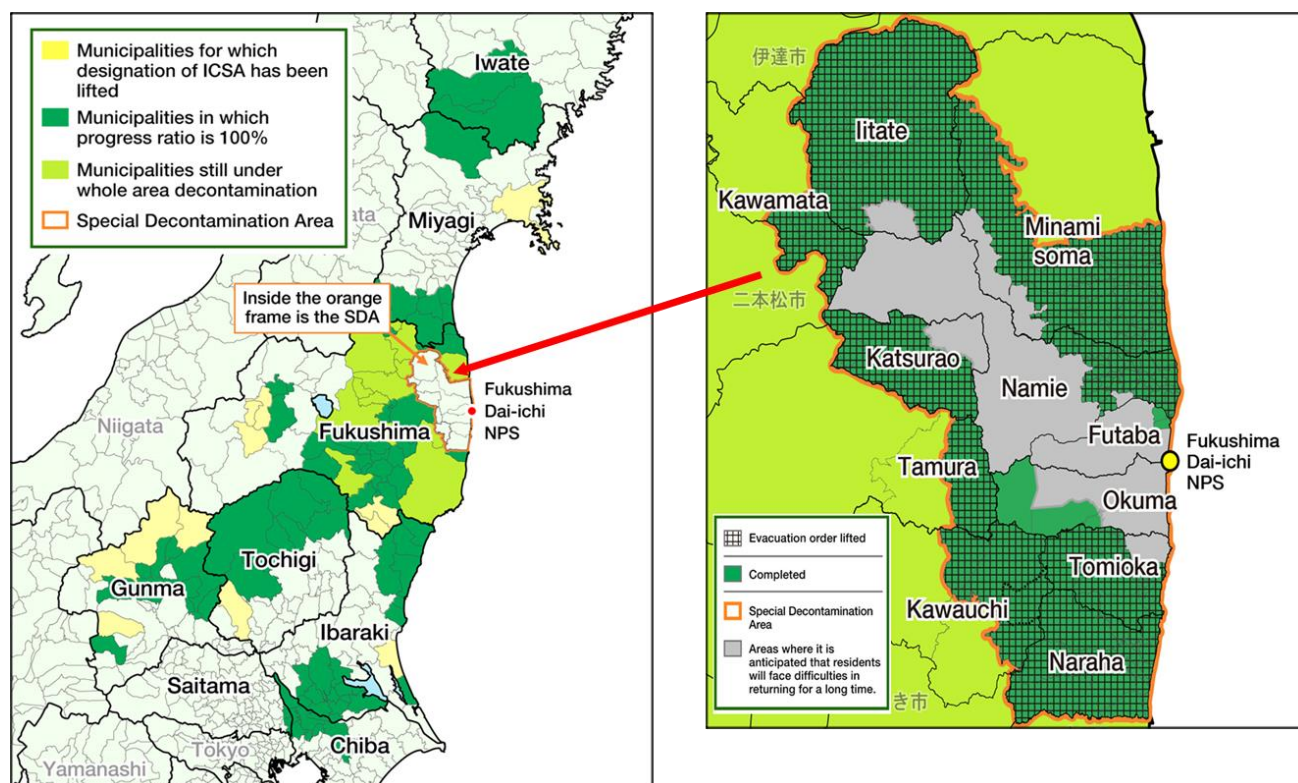 Municipalities for which
designation of ICSA has been
lifted
Municipalities in which
progress ratio is 100%
Municipalities still under
whole area decontamination
Special Decontamination Area
Iwate
Miyagi
Inside the orange
frame is the SDA
Fukushima
Dai-ichi
NPS
Niigata
Fukushima
Tochigi
Gunma
Ibaraki
Saitama
Tōkyo
Chiba
Yamanashi
伊達市
Iitate
Kawamata
Minami
soma
二本松市
Katsurao
Namie
Futaba
Fukushima
Dai-ichi
NPS
Tamura
Okuma
Tomioka
Kawauchi
Naraha
き市
Evacuation order lifted
Completed
Special Decontamination
Area
Areas where it is
anticipated that residents
will face difficulties in
returning for a long time.